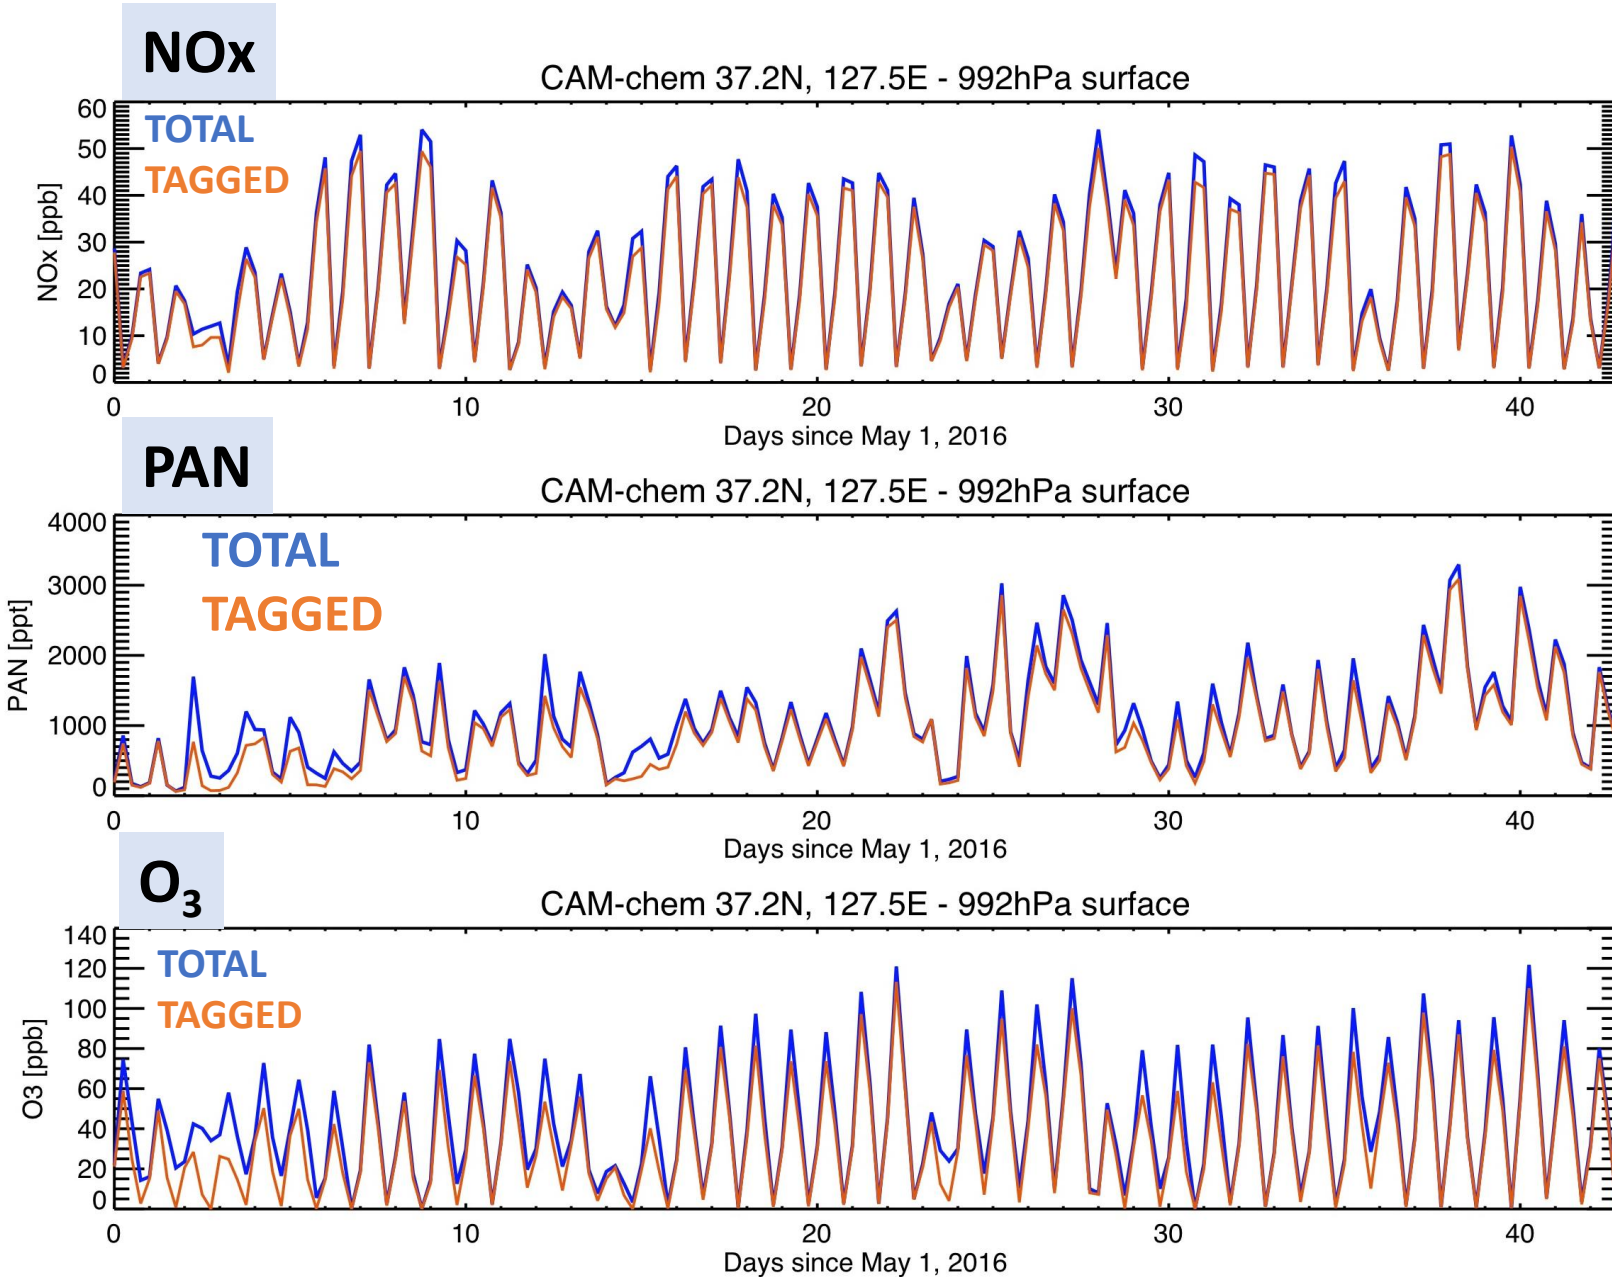 NOx
CAM-chem 37.2N, 127.5E - 992hPa surface
TOTAL
TAGGED
NOx [ppb]
60
50
40
30
20
10
0
0 10 20 30 40
Days since May 1, 2016
PAN
CAM-chem 37.2N, 127.5E - 992hPa surface
TOTAL
TAGGED
PAN [ppt]
4000
3000
2000
1000
0
0 10 20 30 40
Days since May 1, 2016
O3
CAM-chem 37.2N, 127.5E - 992hPa surface
TOTAL
TAGGED
O3 [ppb]
140
120
100
80
60
40
20
0
0 10 20 30 40
Days since May 1, 2016